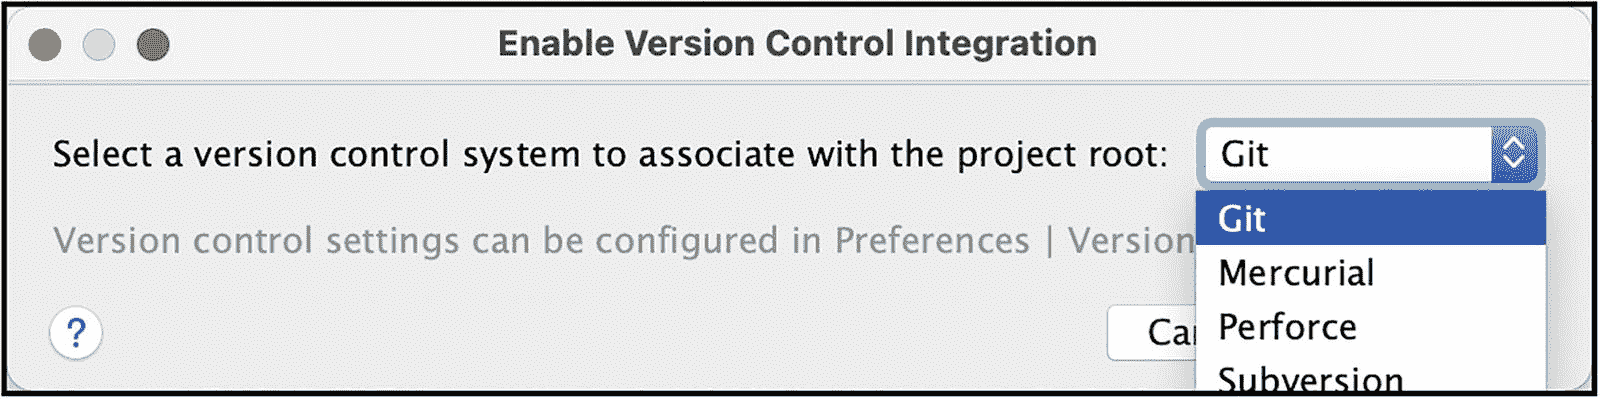 Enable Version Control Integration
Select a version control system to associate with the project root: Git
Version control settings can be configured in Preferences | Version
Git
Mercurial
Perforce
Subversion
?